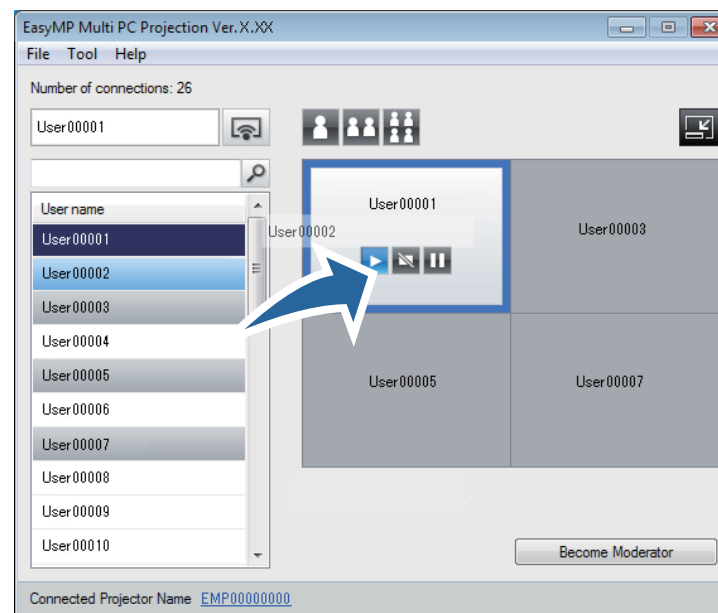 EasyMP Multi PC Projection Ver.X.XX
File Tool Help
Number of connections: 26
User00001
User name
User00001
User00002
User00003
User00004
User00005
User00006
User00007
User00008
User00009
User00010
User00002
User00001
User00003
User00005
User00007
Become Moderator
Connected Projector Name EMP00000000